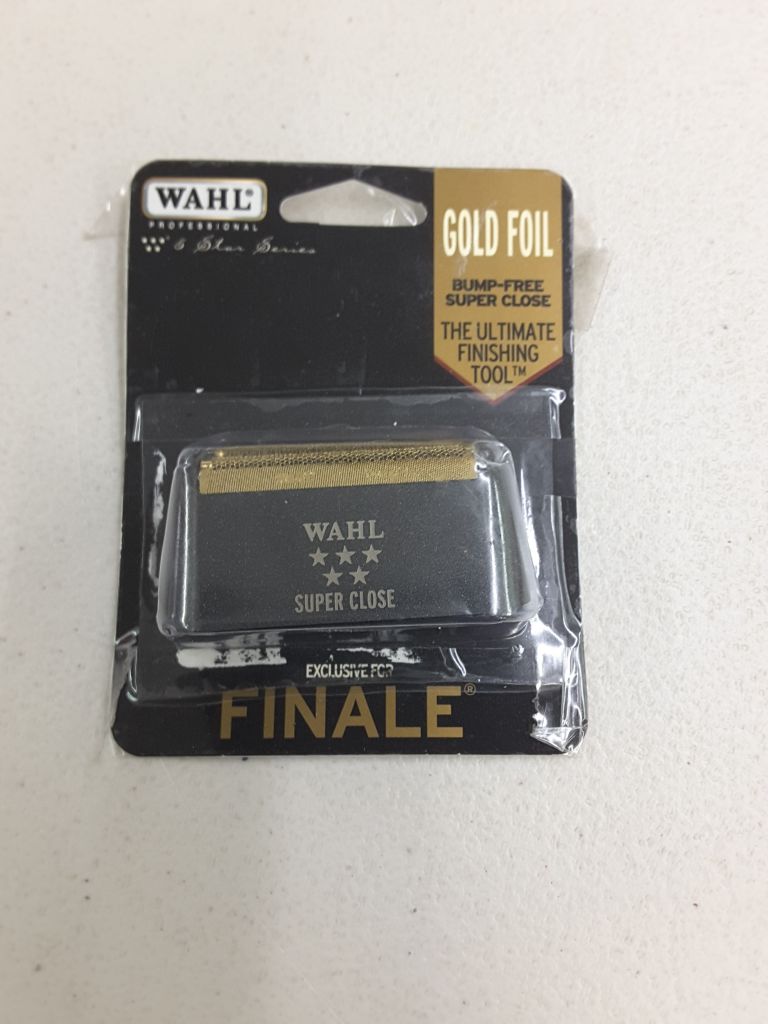 WAHL®
PROFESSIONAL
5 Star Series
GOLD FOIL
BUMP-FREE
SUPER CLOSE
THE ULTIMATE
FINISHING
TOOL™
WAHL
SUPER CLOSE
EXCLUSIVE FOR
FINALE®